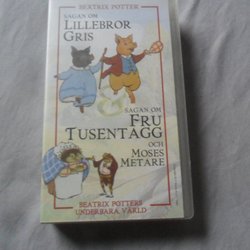 BEATRIX POTTER
SAGAN OM
LILLEBROR
GRIS
&
SAGAN OM
FRU
TUSENTAGG
OCH
MOSES
METARE
BEATRIX POTTERS
UNDERBARA VÄRLD